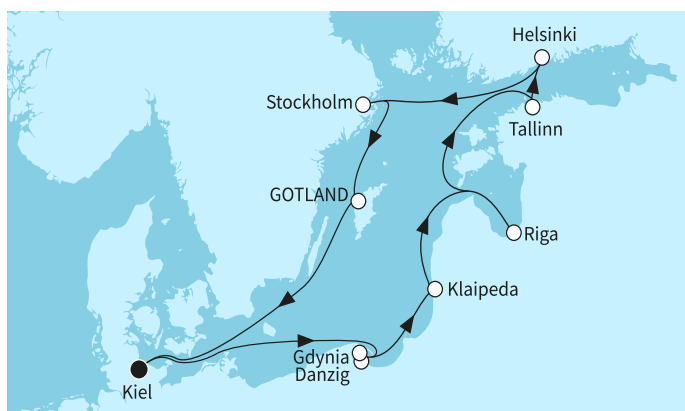 Helsinki
Stockholm
Tallinn
GOTLAND
Riga
Klaipeda
Gdynia
Danzig
Kiel